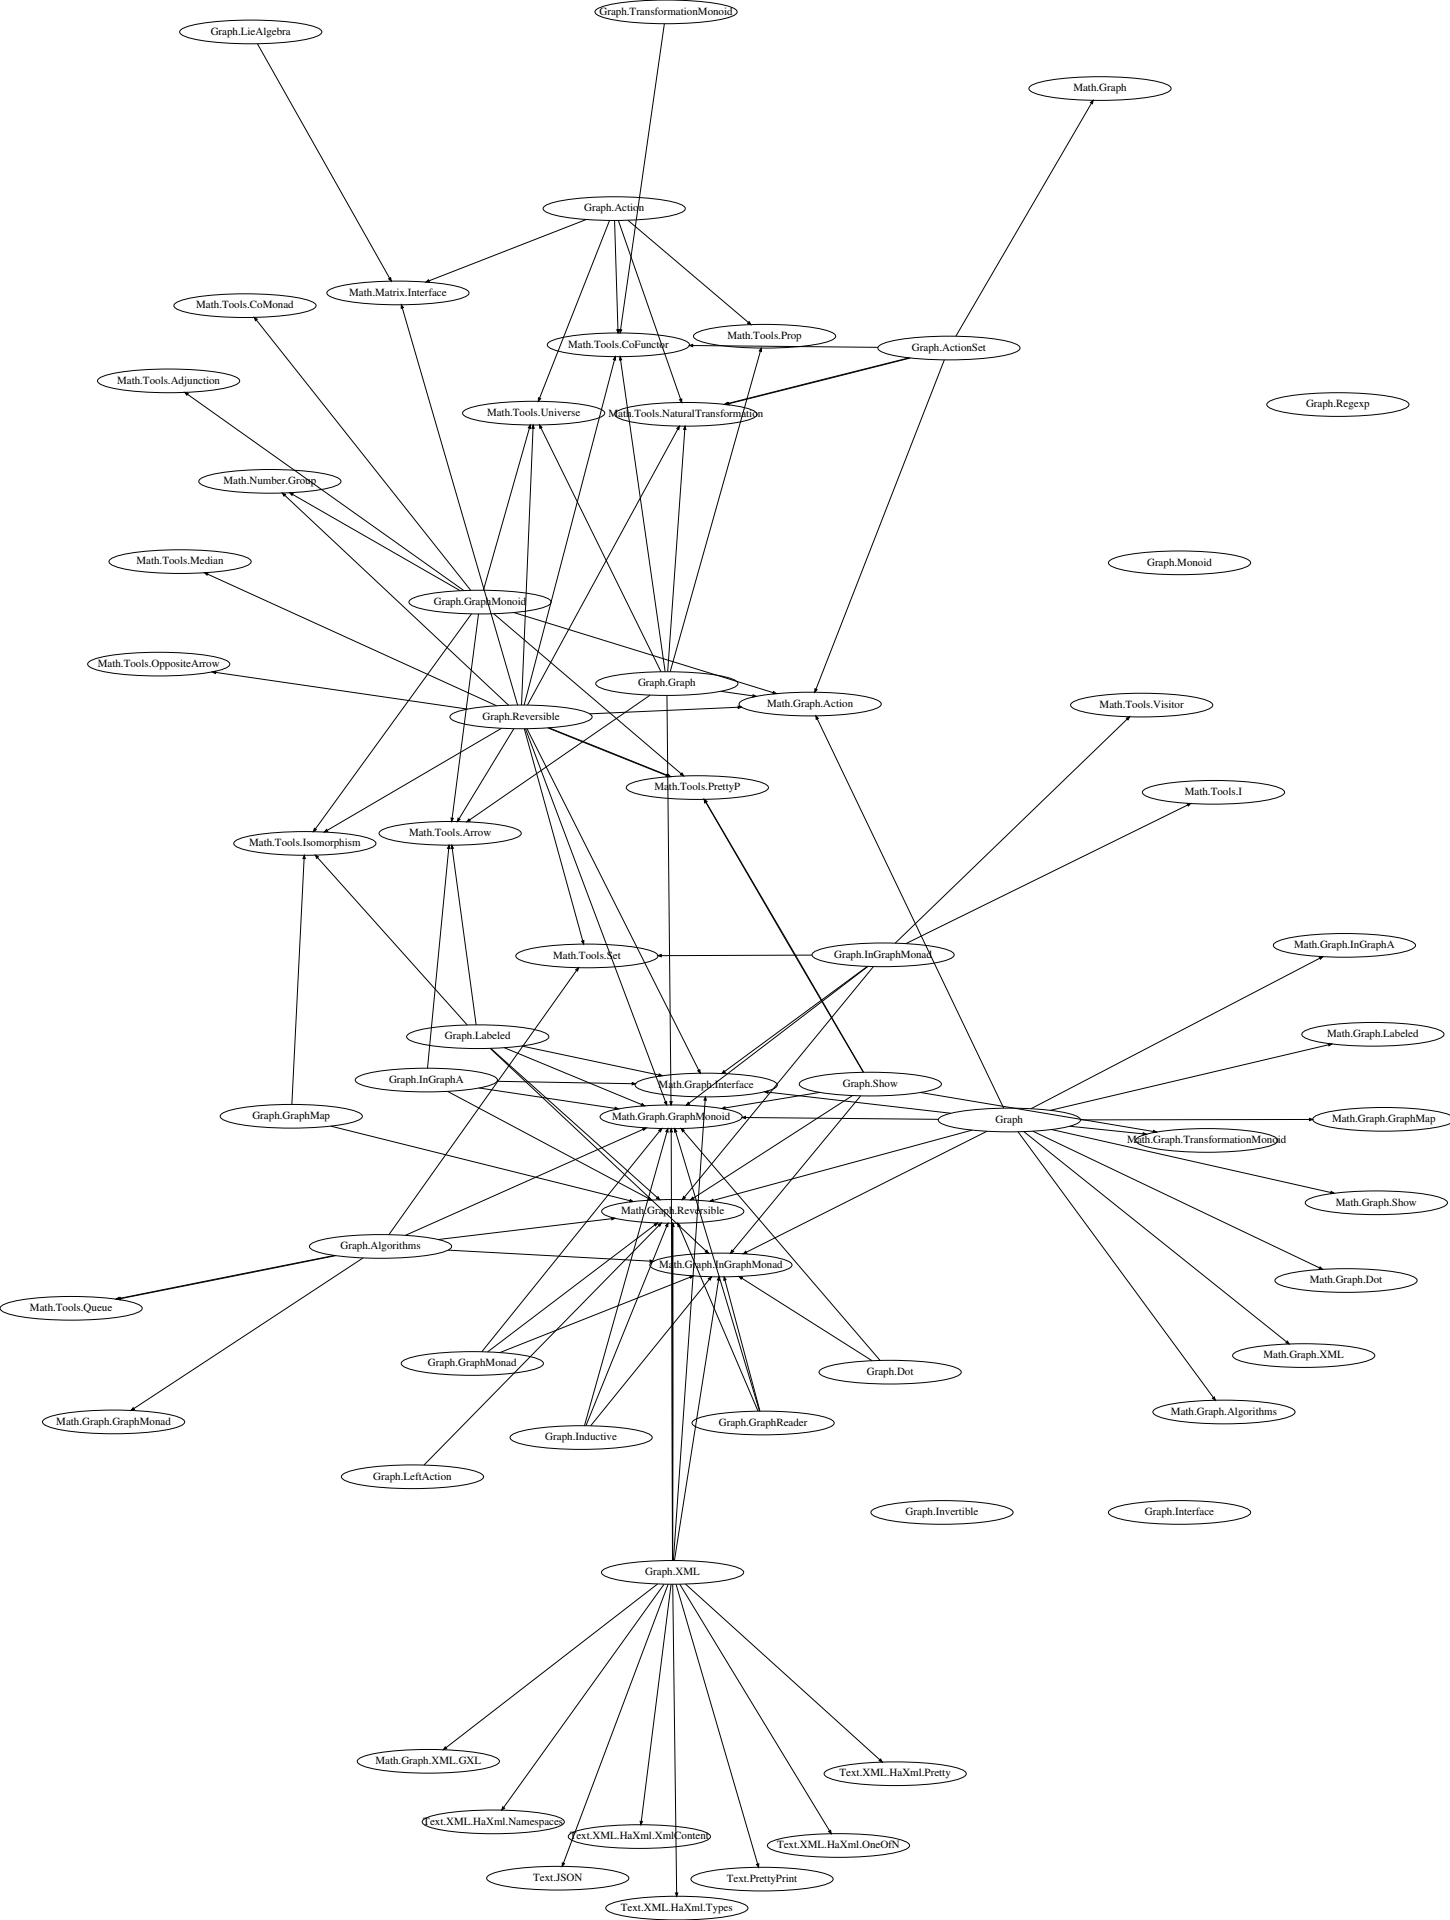 Graph.TransformationMonoid
Graph.LieAlgebra
Math.Graph
Graph.Action
Math.Matrix.Interface
Math.Tools.CoMonad
Math.Tools.Prop
Math.Tools.CoFunctor
Graph.ActionSet
Math.Tools.Adjunction
Graph.Regexp
Math.Tools.Universe
Math.Tools.NaturalTransformation
Math.Number.Group
Math.Tools.Median
Graph.Monoid
Graph.GraphMonoid
Math.Tools.OppositeArrow
Graph.Graph
Math.Graph.Action
Math.Tools.Visitor
Graph.Reversible
Math.Tools.PrettyP
Math.Tools.I
Math.Tools.Arrow
Math.Tools.Isomorphism
Math.Graph.InGraphA
Math.Tools.Set
Graph.InGraphMonad
Math.Graph.Labeled
Graph.Labeled
Graph.InGraphA
Math.Graph.Interface
Graph.Show
Graph.GraphMap
Math.Graph.GraphMonoid
Graph
Math.Graph.GraphMap
Math.Graph.TransformationMonoid
Math.Graph.Show
Math.Graph.Reversible
Graph.Algorithms
Math.Graph.InGraphMonad
Math.Graph.Dot
Math.Tools.Queue
Math.Graph.XML
Graph.GraphMonad
Graph.Dot
Math.Graph.Algorithms
Math.Graph.GraphMonad
Graph.GraphReader
Graph.Inductive
Graph.LeftAction
Graph.Invertible
Graph.Interface
Graph.XML
Math.Graph.XML.GXL
Text.XML.HaXml.Pretty
Text.XML.HaXml.Namespaces
Text.XML.HaXml.XmlContent
Text.XML.HaXml.OneOfN
Text.JSON
Text.PrettyPrint
Text.XML.HaXml.Types